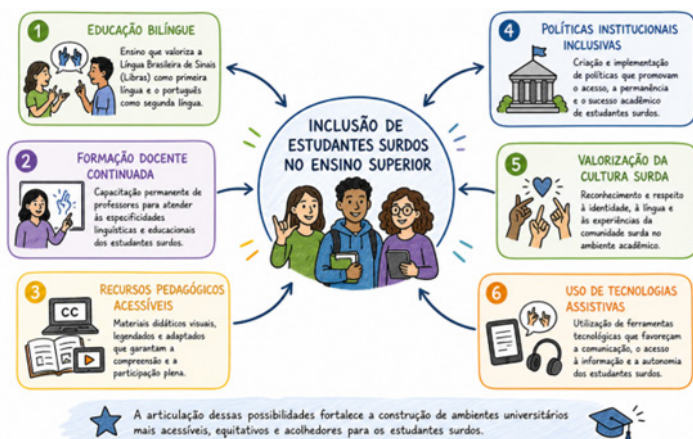 1
EDUCAÇÃO BILÍNGUE
Ensino que valoriza a
Língua Brasileira de Sinais
(Libras) como primeira
língua e o português
como segunda língua.
2
FORMAÇÃO DOCENTE
CONTINUADA
Capacitação permanente de
professores para atender
às especificidades
linguísticas e educacionais
dos estudantes surdos.
3
RECURSOS PEDAGÓGICOS
ACESSÍVEIS
CC
Materiais didáticos visuais,
legendados e adaptados
que garantam a
compreensão e a
participação plena.
INCLUSÃO DE
ESTUDANTES SURDOS
NO ENSINO SUPERIOR
4
POLÍTICAS INSTITUCIONAIS
INCLUSIVAS
Criação e implementação
de políticas que promovam
o acesso, a permanência
e o sucesso acadêmico
de estudantes surdos.
5
VALORIZAÇÃO DA
CULTURA SURDA
Reconhecimento e respeito
à identidade, à língua e
às experiências da
comunidade surda no
ambiente acadêmico.
6
USO DE TECNOLOGIAS
ASSISTIVAS
Utilização de ferramentas
tecnológicas que favoreçam
a comunicação, o acesso
à informação e a autonomia
dos estudantes surdos.
A articulação dessas possibilidades fortalece a construção de ambientes universitários
mais acessíveis, equitativos e acolhedores para os estudantes surdos.